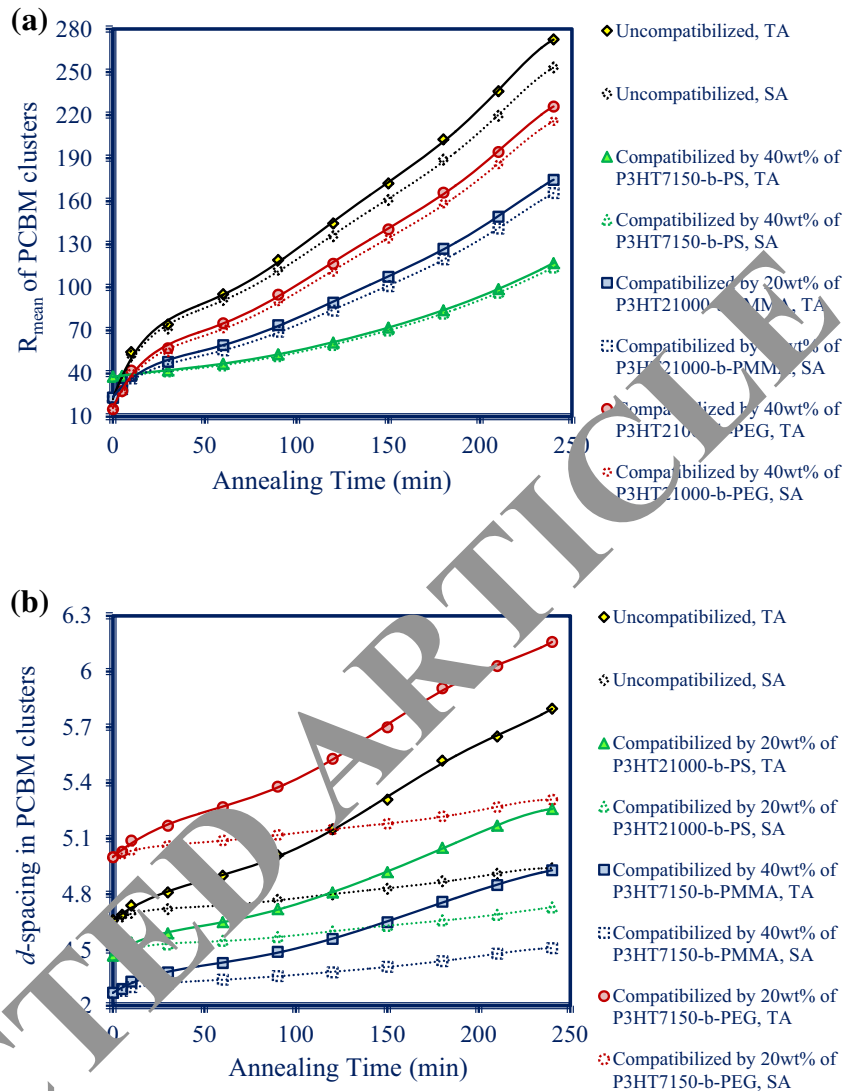 (a)
280
250
220
190
160
130
100
70
40
10
R_mean of PCBM clusters
0 50 100 150 200 250
Annealing Time (min)
Uncompatibilized, TA
Uncompatibilized, SA
Compatibilized by 40wt% of
P3HT7150-b-PS, TA
Compatibilized by 40wt% of
P3HT7150-b-PS, SA
Compatibilized by 20wt% of
P3HT21000-b-PMMA, TA
Compatibilized by wt% of
P3HT21000-b-PMMA, SA
Compatibilized by 40wt% of
P3HT21000-b-PEG, TA
Compatibilized by 40wt% of
P3HT21000-b-PEG, SA
(b)
6.3
6
5.7
5.4
5.1
4.8
4.5
2
d-spacing in PCBM clusters
0 50 100 150 200 250
Annealing Time (min)
Uncompatibilized, TA
Uncompatibilized, SA
Compatibilized by 20wt% of
P3HT21000-b-PS, TA
Compatibilized by 20wt% of
P3HT21000-b-PS, SA
Compatibilized by 40wt% of
P3HT7150-b-PMMA, TA
Compatibilized by 40wt% of
P3HT7150-b-PMMA, SA
Compatibilized by 20wt% of
P3HT7150-b-PEG, TA
Compatibilized by 20wt% of
P3HT7150-b-PEG, SA
CTED ARTICLE